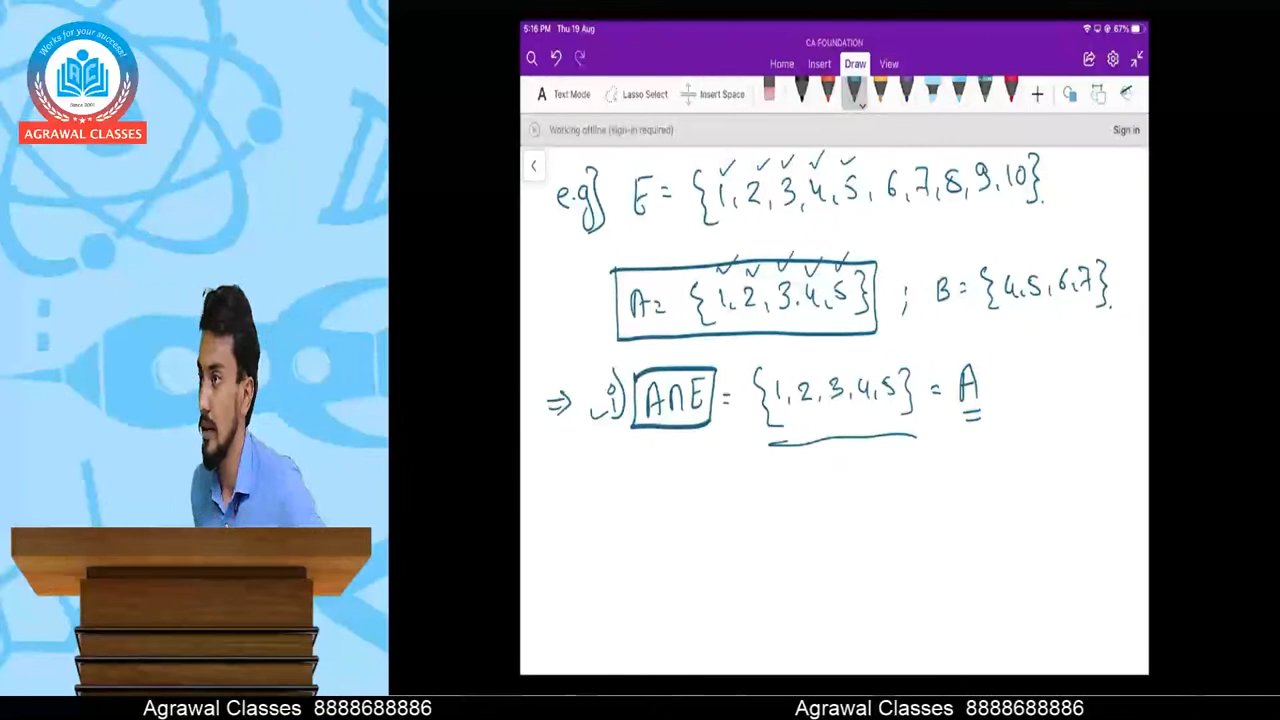 Works for your success!
AEC
Since 2001
AGRAWAL CLASSES
5:16 PM Thu 19 Aug
67%
CA FOUNDATION
Home Insert Draw View
A Text Mode Lasso Select Insert Space
Working offline (sign-in required) Sign in
e.g] E = {1, 2, 3, 4, 5, 6, 7, 8, 9, 10}.
A = {1, 2, 3, 4, 5} ; B = {4, 5, 6, 7}.
⇒ i) A∩E = {1, 2, 3, 4, 5} = A
Agrawal Classes 8888688886 Agrawal Classes 8888688886